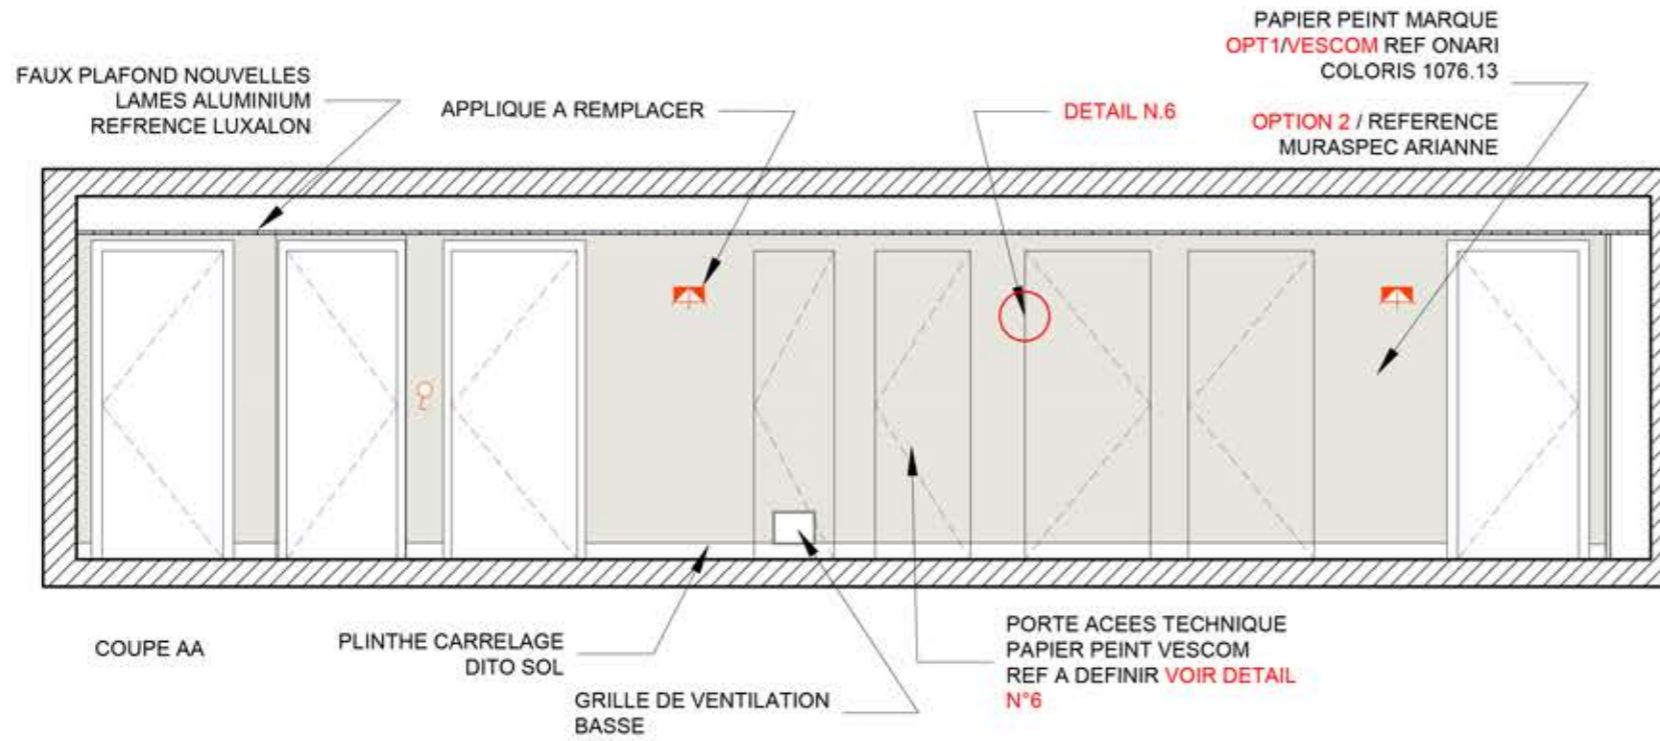 PAPIER PEINT MARQUE
OPT1/VESCOM REF ONARI
COLORIS 1076.13
FAUX PLAFOND NOUVELLES
LAMES ALUMINIUM
REFRENCE LUXALON
APPLIQUE A REMPLACER
DETAIL N.6
OPTION 2 / REFERENCE
MURASPEC ARIANNE
COUPE AA
PLINTHE CARRELAGE
DITO SOL
GRILLE DE VENTILATION
BASSE
PORTE ACEES TECHNIQUE
PAPIER PEINT VESCOM
REF A DEFINIR VOIR DETAIL
N°6